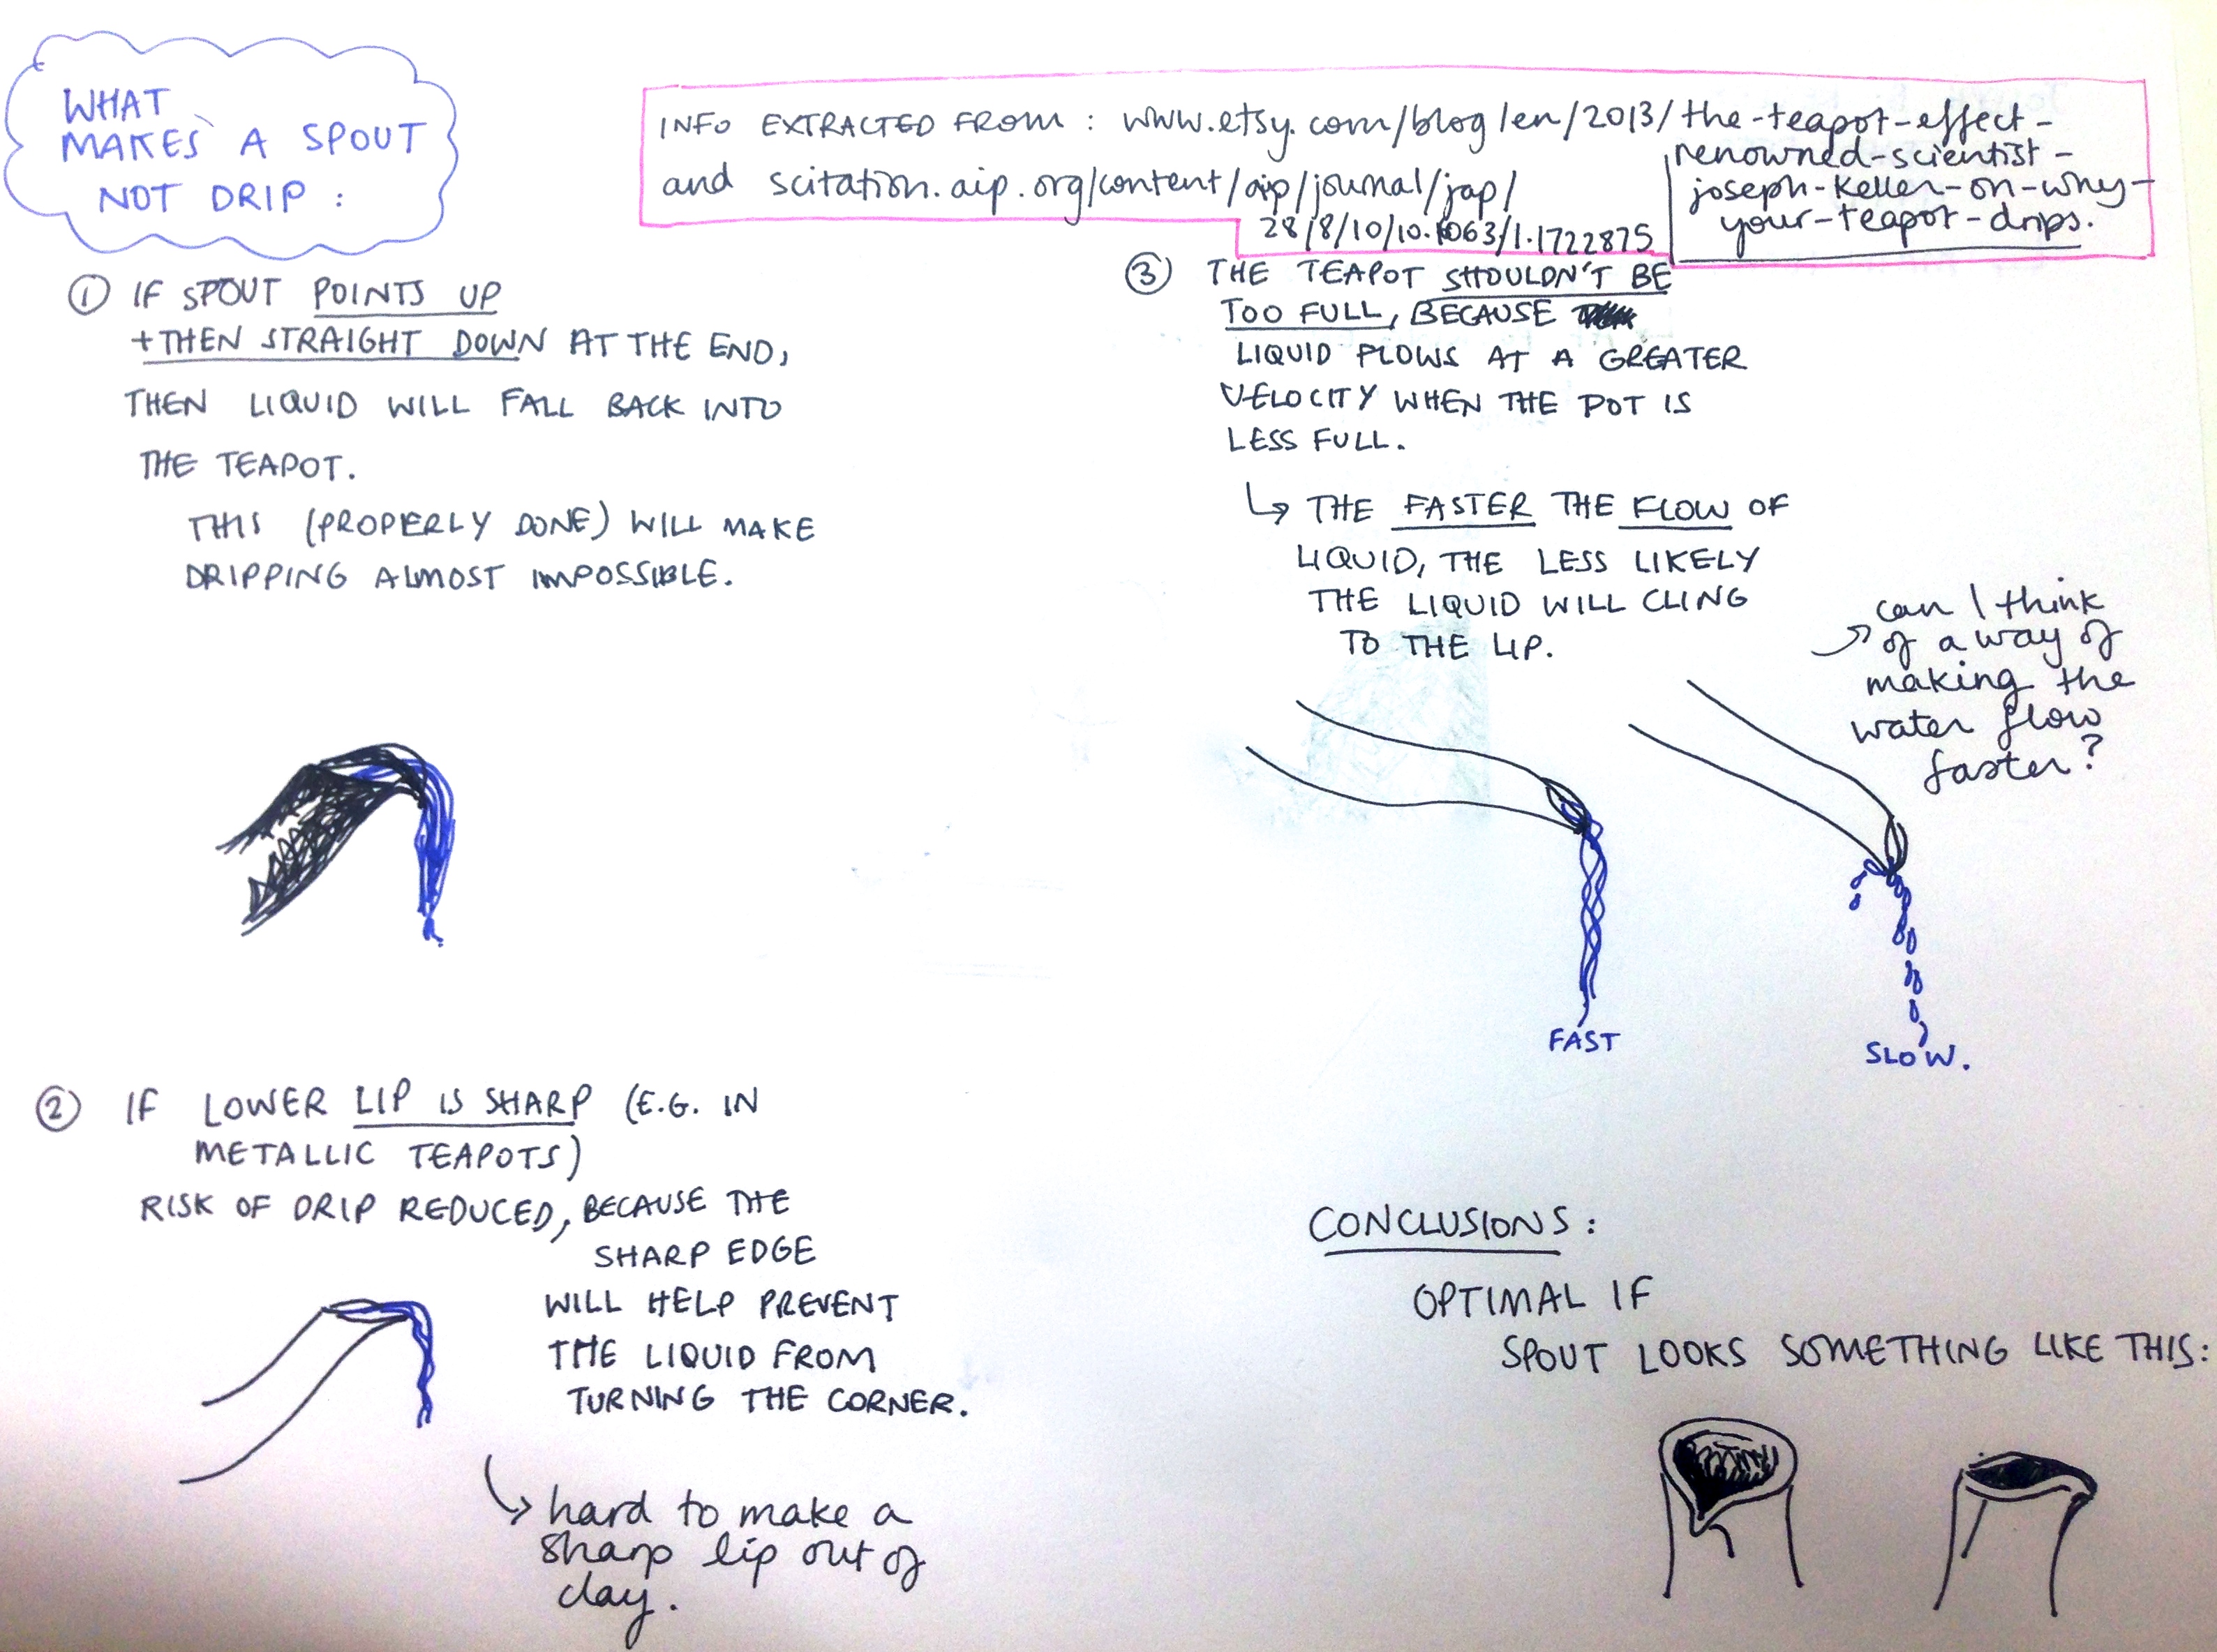 WHAT
MAKES A SPOUT
NOT DRIP :
INFO EXTRACTED FROM : www.etsy.com/blog/en/2013/the-teapot-effect-
renowned-scientist-
joseph-keller-on-why-
your-teapot-drips.
and scitation.aip.org/content/aip/journal/jap/
28/8/10/10.1063/1.1722875
① IF SPOUT POINTS UP
+THEN STRAIGHT DOWN AT THE END,
THEN LIQUID WILL FALL BACK INTO
THE TEAPOT.
THIS (PROPERLY DONE) WILL MAKE
DRIPPING ALMOST IMPOSSIBLE.
② IF LOWER LIP IS SHARP (E.G. IN
METALLIC TEAPOTS)
RISK OF DRIP REDUCED, BECAUSE THE
SHARP EDGE
WILL HELP PREVENT
THE LIQUID FROM
TURNING THE CORNER.
hard to make a
sharp lip out of
clay.
③ THE TEAPOT SHOULDN'T BE
TOO FULL, BECAUSE
LIQUID FLOWS AT A GREATER
VELOCITY WHEN THE POT IS
LESS FULL.
THE FASTER THE FLOW OF
LIQUID, THE LESS LIKELY
THE LIQUID WILL CLING
TO THE LIP.
can I think
of a way of
making the
water flow
faster?
FAST
SLOW.
CONCLUSIONS :
OPTIMAL IF
SPOUT LOOKS SOMETHING LIKE THIS: